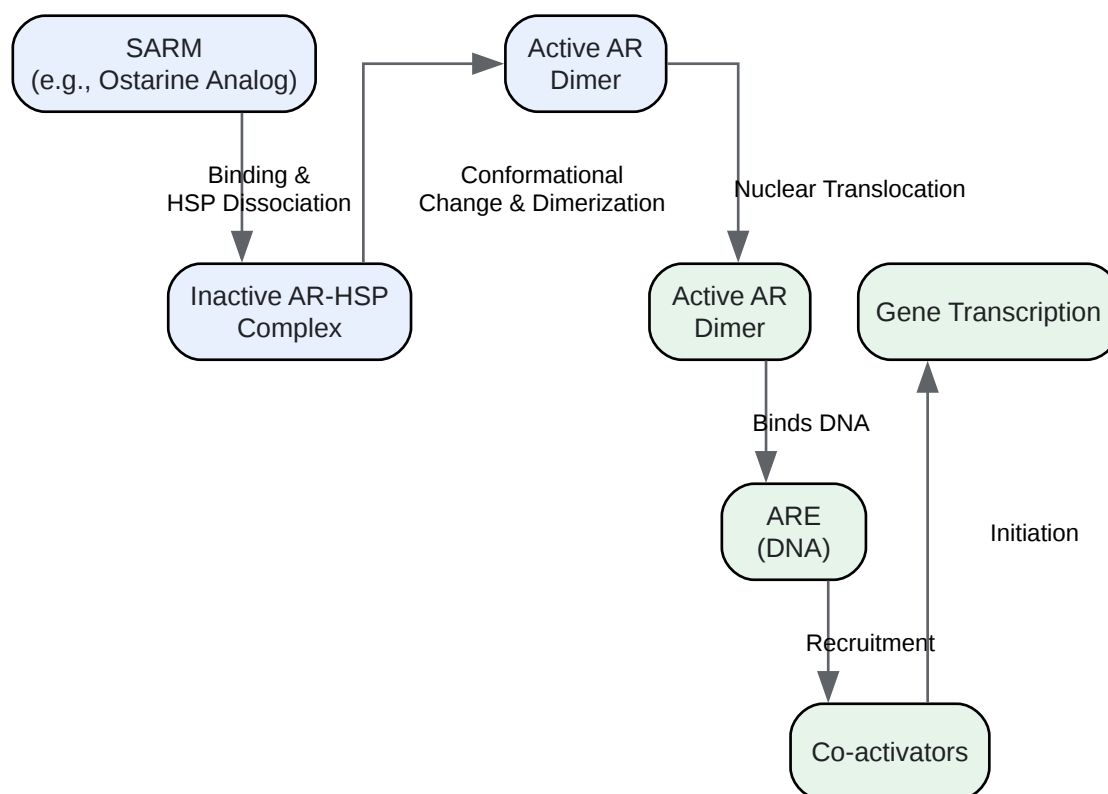 SARM
(e.g., Ostarine Analog)
Active AR
Dimer
Binding &
HSP Dissociation
Conformational
Change & Dimerization
Nuclear Translocation
Inactive AR-HSP
Complex
Active AR
Dimer
Gene Transcription
Binds DNA
ARE
(DNA)
Initiation
Recruitment
Co-activators